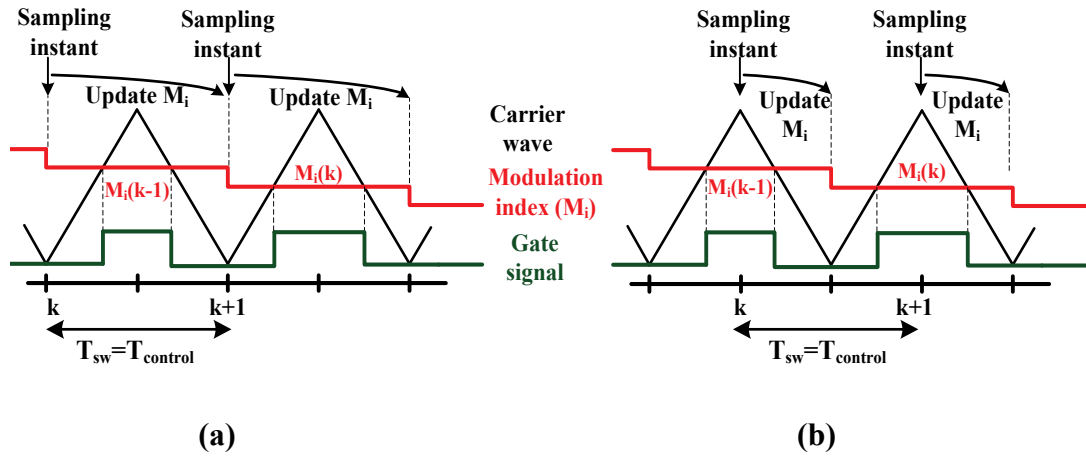 Sampling
instant
Sampling
instant
Update Mi
Update Mi
Mi(k-1)
Mi(k)
k
k+1
Tsw=Tcontrol
(a)
Carrier
wave
Modulation
index (Mi)
Gate
signal
Sampling
instant
Sampling
instant
Update
Mi
Update
Mi
Mi(k-1)
Mi(k)
k
k+1
Tsw=Tcontrol
(b)